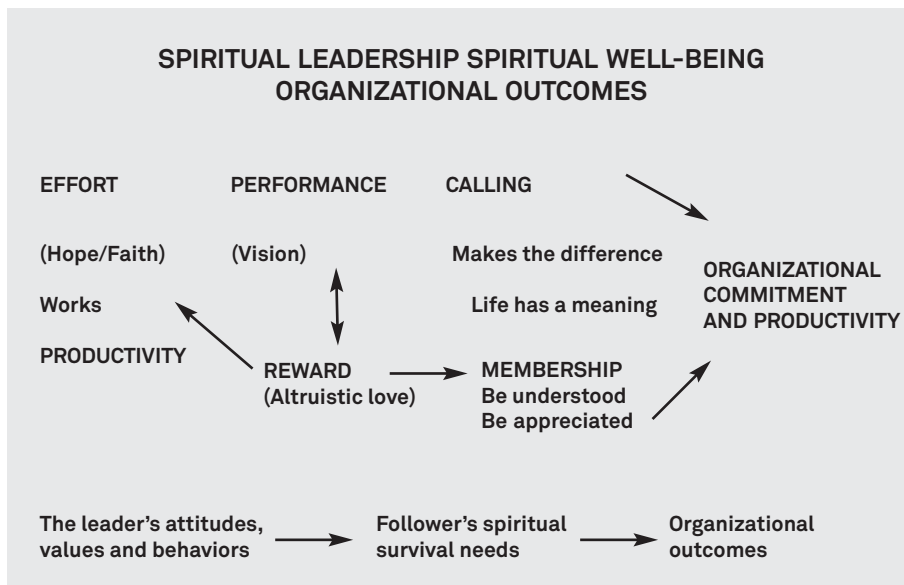 SPIRITUAL LEADERSHIP SPIRITUAL WELL-BEING
ORGANIZATIONAL OUTCOMES
EFFORT
PERFORMANCE
CALLING
(Hope/Faith)
(Vision)
Makes the difference
Works
Life has a meaning
ORGANIZATIONAL
COMMITMENT
AND PRODUCTIVITY
PRODUCTIVITY
REWARD
(Altruistic love)
MEMBERSHIP
Be understood
Be appreciated
The leader’s attitudes,
values and behaviors
Follower’s spiritual
survival needs
Organizational
outcomes